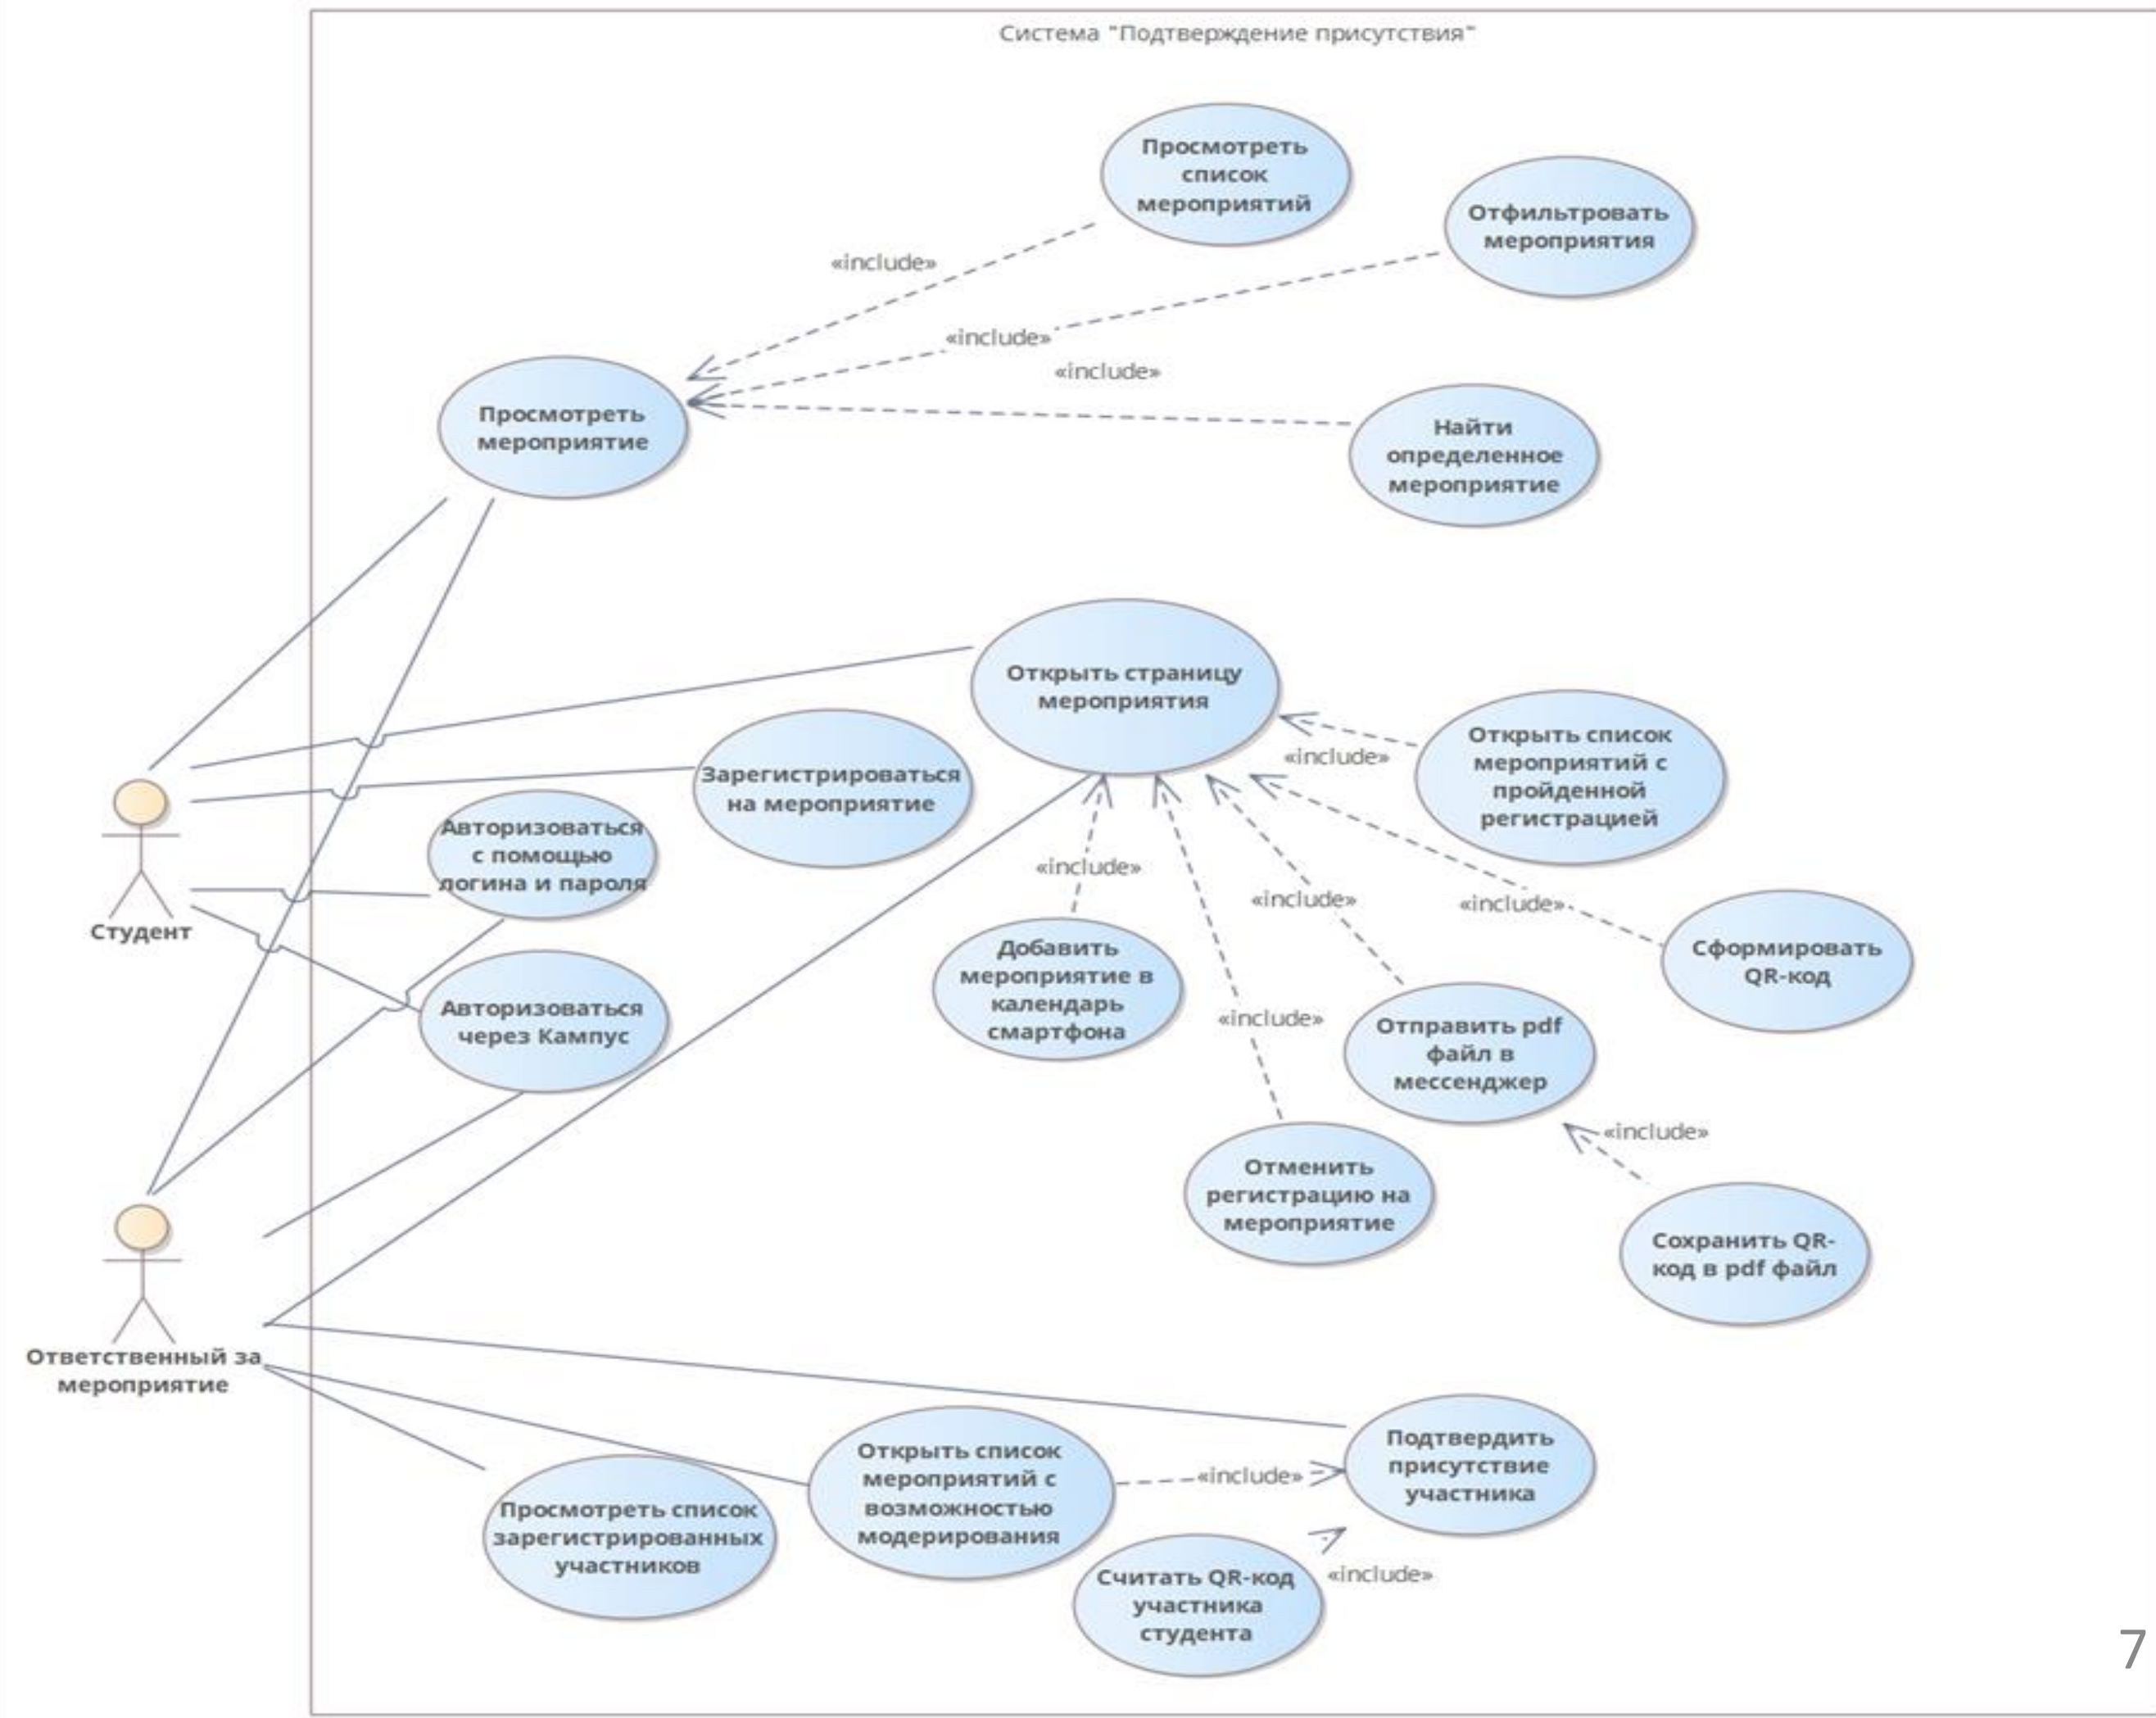 Система "Подтверждение присутствия"
Просмотреть
список
мероприятий
Отфильтровать
мероприятия
«include»
«include»
«include»
Просмотреть
мероприятие
Найти
определенное
мероприятие
Открыть страницу
мероприятия
Зарегистрироваться
на мероприятие
Открыть список
мероприятий с
пройденной
регистрацией
«include»
Авторизоваться
с помощью
логина и пароля
Студент
«include»
«include»
«include»
Добавить
мероприятие в
календарь
смартфона
Сформировать
QR-код
Авторизоваться
через Кампус
«include»
Отправить pdf
файл в
мессенджер
«include»
Отменить
регистрацию на
мероприятие
Сохранить QR-
код в pdf файл
Ответственный за
мероприятие
Просмотреть список
зарегистрированных
участников
Открыть список
мероприятий с
возможностью
модерирования
«include»
Подтвердить
присутствие
участника
Считать QR-код
участника
студента
«include»
7